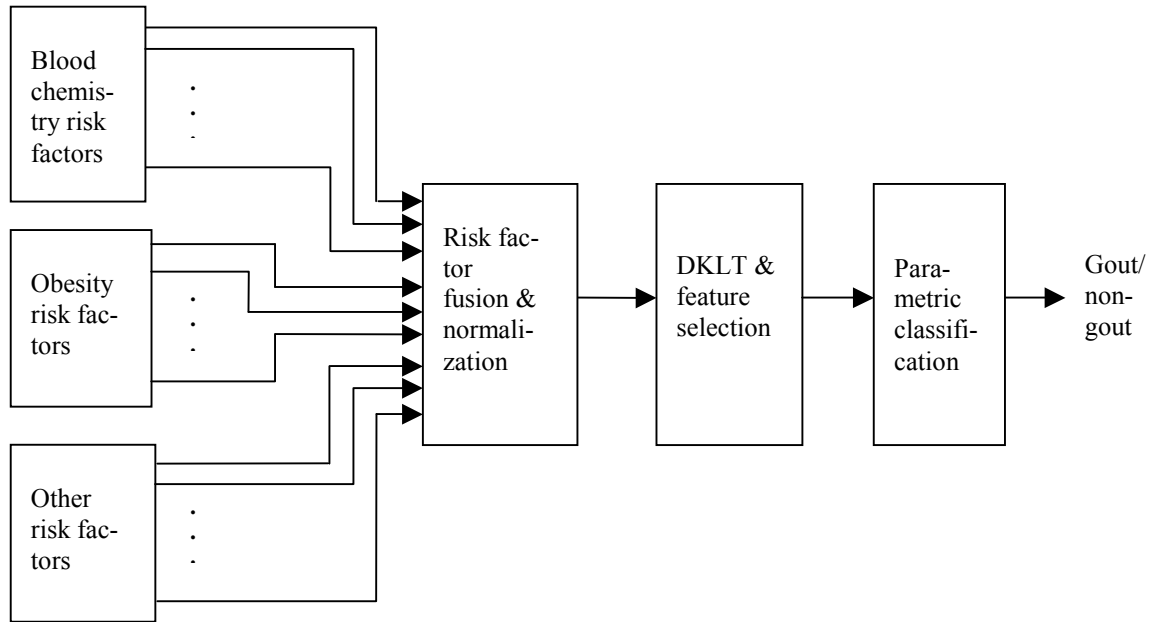 Blood
chemis-
try risk
factors
Obesity
risk fac-
tors
Other
risk fac-
tors
Risk fac-
tor
fusion &
normali-
zation
DKLT &
feature
selection
Para-
metric
classifi-
cation
Gout/
non-
gout